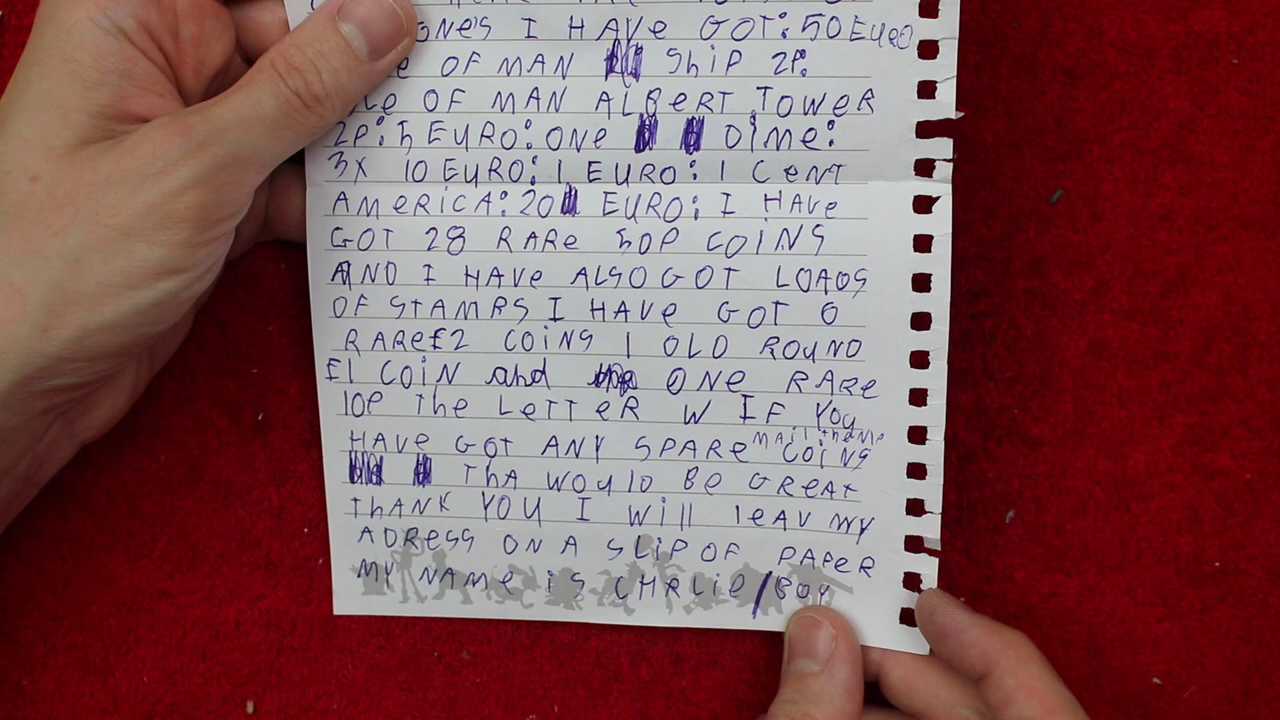 ONES I HAVE GOT: 50 EURO
OF MAN SHIP 2P:
OF MAN ALBERT TOWER
2P: 5 EURO: ONE DIME:
3X 10 EURO: 1 EURO: 1 CENT
AMERICA: 20 EURO: I HAVE
GOT 28 RARE 50P COINS
AND I HAVE ALSO GOT LOADS
OF STAMPS I HAVE GOT 0
RARE £2 COINS 1 OLD ROUND
£1 COIN and ONE RARE
10P The LETTER W IF YOU
HAVE GOT ANY SPARE MAil theMP COINS
THA WOULD BE GREAT
THANK YOU I Will leAV MY
ADRESS ON A SLIP OF PAPER
MY NAMe iS CHRLie/BOY